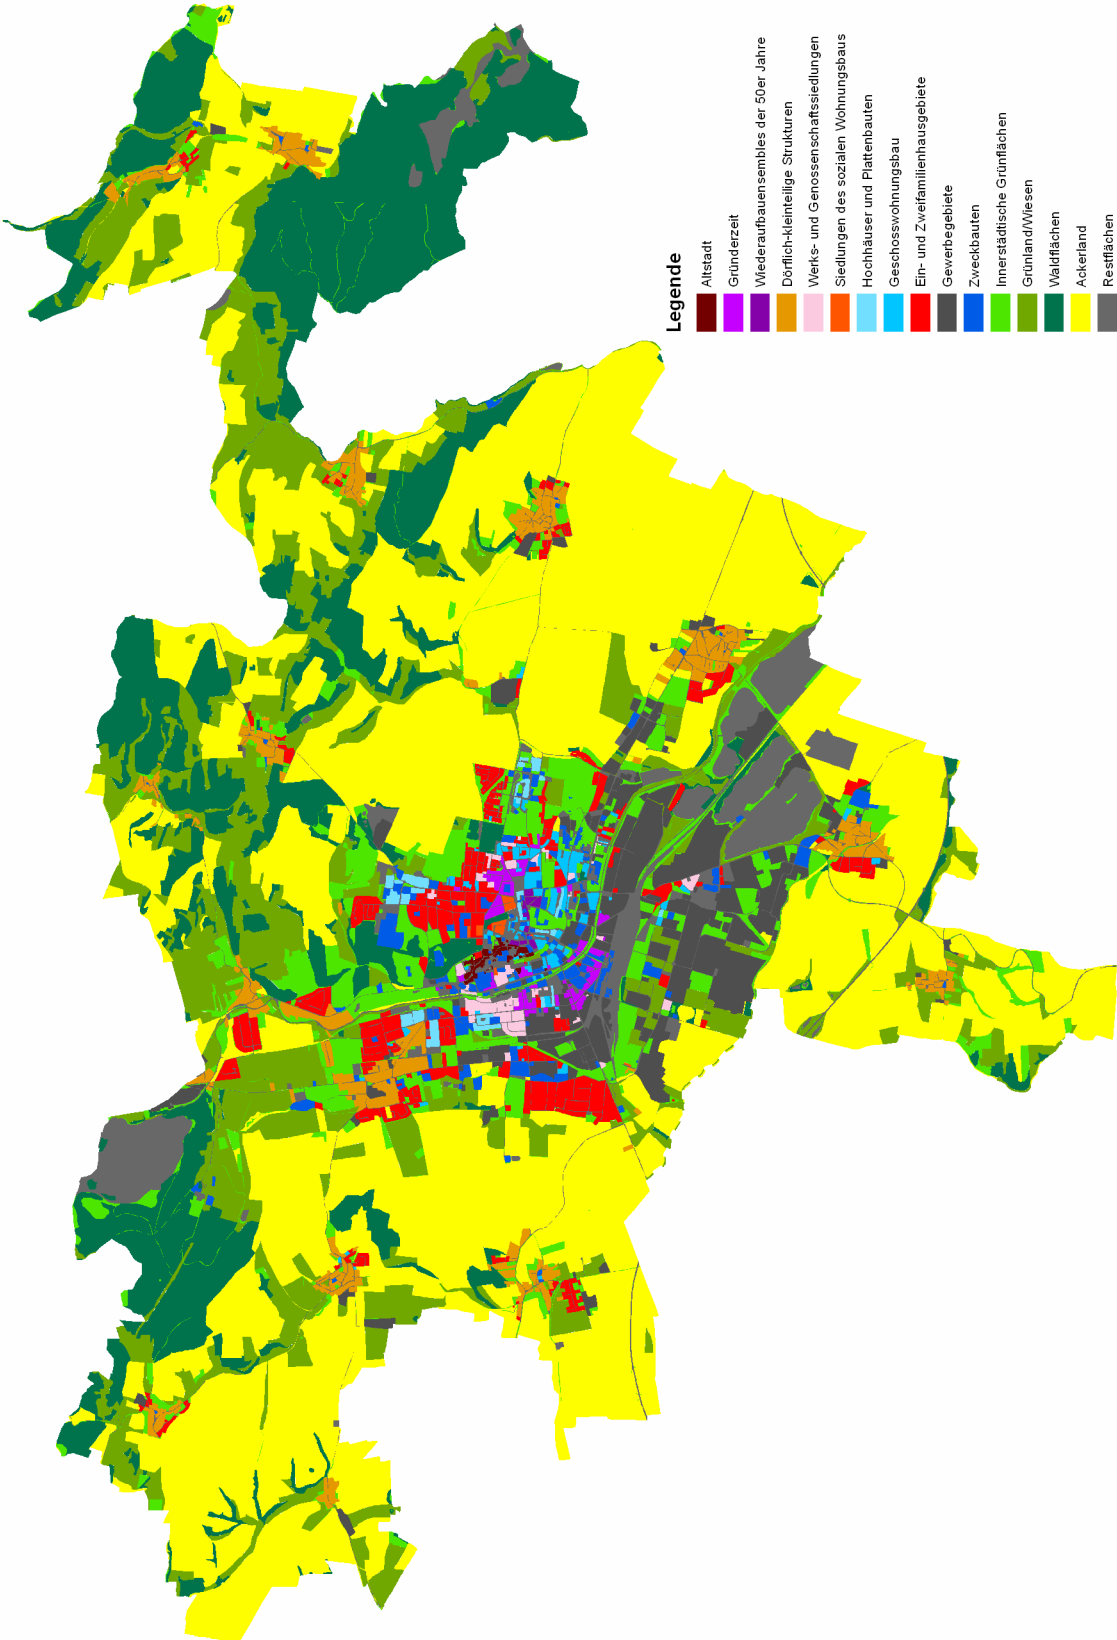 Legende
Altstadt
Gründerzeit
Wiederaufbauensembles der 50er Jahre
Dörflich-kleinteilige Strukturen
Werks- und Genossenschaftssiedlungen
Siedlungen des sozialen Wohnungsbaus
Hochhäuser und Plattenbauten
Geschosswohnungsbau
Ein- und Zweifamilienhausgebiete
Gewerbegebiete
Zweckbauten
Innerstädtische Grünflächen
Grünland/Wiesen
Waldflächen
Ackerland
Restflächen